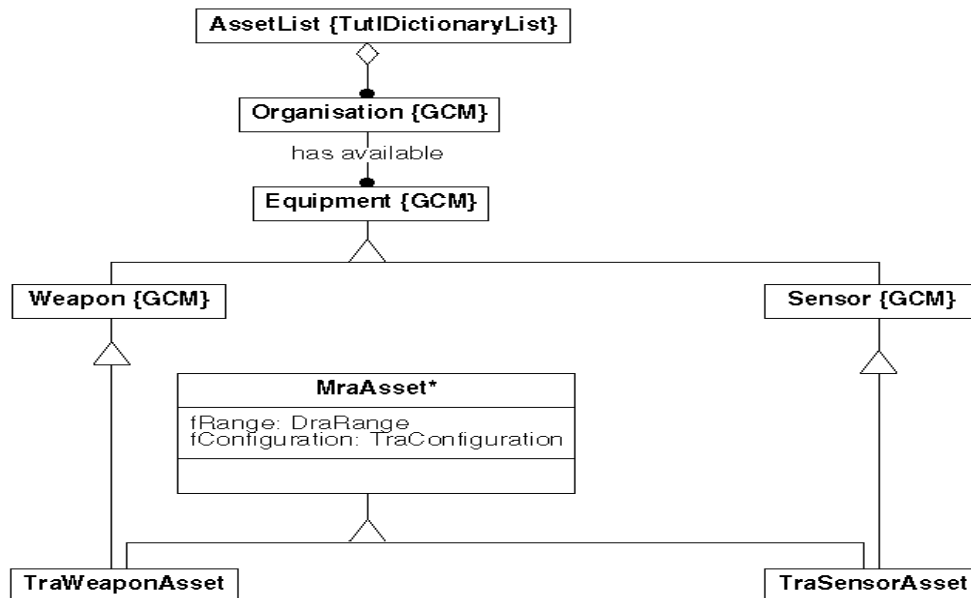 AssetList {TutlDictionaryList}
Organisation {GCM}
has available
Equipment {GCM}
Weapon {GCM}
Sensor {GCM}
MraAsset*
fRange: DraRange
fConfiguration: TraConfiguration
TraWeaponAsset
TraSensorAsset